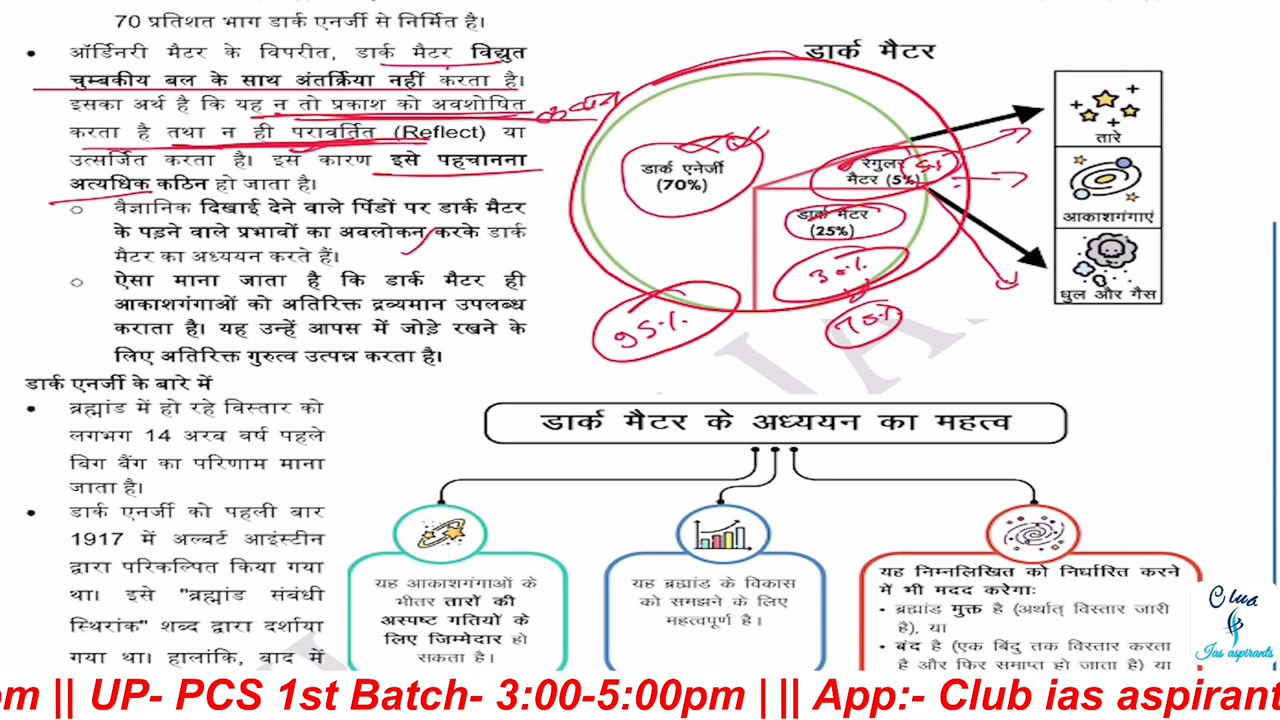 70 प्रतिशत भाग डार्क एनर्जी से निर्मित है।
• ऑर्डिनरी मैटर के विपरीत, डार्क मैटर विद्युत
चुम्बकीय बल के साथ अंतर्क्रिया नहीं करता है।
इसका अर्थ है कि यह न तो प्रकाश को अवशोषित
करता है तथा न ही परावर्तित (Reflect) या
उत्सर्जित करता है। इस कारण इसे पहचानना
अत्यधिक कठिन हो जाता है।
○ वैज्ञानिक दिखाई देने वाले पिंडों पर डार्क मैटर
के पड़ने वाले प्रभावों का अवलोकन करके डार्क
मैटर का अध्ययन करते हैं।
○ ऐसा माना जाता है कि डार्क मैटर ही
आकाशगंगाओं को अतिरिक्त द्रव्यमान उपलब्ध
कराता है। यह उन्हें आपस में जोड़े रखने के
लिए अतिरिक्त गुरुत्व उत्पन्न करता है।
डार्क एनर्जी के बारे में
• ब्रह्मांड में हो रहे विस्तार को
लगभग 14 अरब वर्ष पहले
बिग बैंग का परिणाम माना
जाता है।
• डार्क एनर्जी को पहली बार
1917 में अल्बर्ट आइंस्टीन
द्वारा परिकल्पित किया गया
था। इसे "ब्रह्मांड संबंधी
स्थिरांक" शब्द द्वारा दर्शाया
गया था। हालांकि, बाद में
डार्क मैटर
डार्क एनेर्जी
(70%)
रेगुलर
मैटर (5%)
5%
डार्क मैटर
(25%)
30%
95%
75%
तारे
आकाशगंगाएं
धुल और गैस
डार्क मैटर के अध्ययन का महत्व
यह आकाशगंगाओं के
भीतर तारों की
अस्पष्ट गतियों के
लिए जिम्मेदार हो
सकता है।
यह ब्रह्मांड के विकास
को समझने के लिए
महत्वपूर्ण है।
यह निम्नलिखित को निर्धारित करने
में भी मदद करेगाः
• ब्रह्मांड मुक्त है (अर्थात् विस्तार जारी
है), या
• बंद है (एक बिंदु तक विस्तार करता
है और फिर समाप्त हो जाता है) या
Club
Ias aspirants
pm || UP- PCS 1st Batch- 3:00-5:00pm | || App:- Club ias aspirant